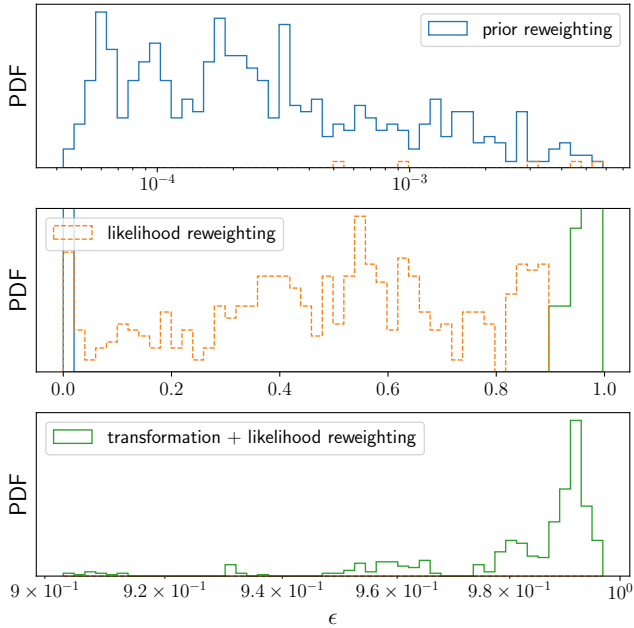 PDF
prior reweighting
10⁻⁴ 10⁻³
PDF
likelihood reweighting
0.0 0.2 0.4 0.6 0.8 1.0
PDF
transformation + likelihood reweighting
9 × 10⁻¹ 9.2 × 10⁻¹ 9.4 × 10⁻¹ 9.6 × 10⁻¹ 9.8 × 10⁻¹ 10⁰
ϵ